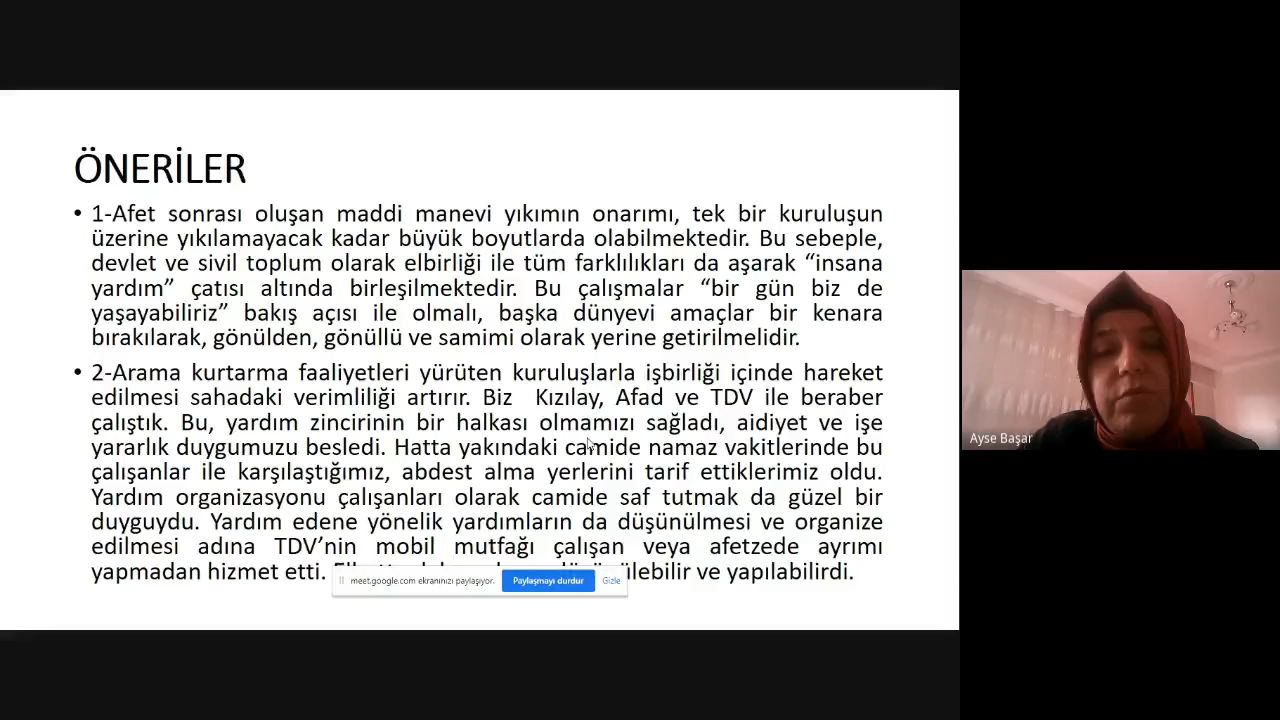 ÖNERİLER
• 1-Afet sonrası oluşan maddi manevi yıkımın onarımı, tek bir kuruluşun
üzerine yıkılamayacak kadar büyük boyutlarda olabilmektedir. Bu sebeple,
devlet ve sivil toplum olarak elbirliği ile tüm farklılıkları da aşarak “insana
yardım” çatısı altında birleşilmektedir. Bu çalışmalar “bir gün biz de
yaşayabiliriz” bakış açısı ile olmalı, başka dünyevi amaçlar bir kenara
bırakılarak, gönülden, gönüllü ve samimi olarak yerine getirilmelidir.
• 2-Arama kurtarma faaliyetleri yürüten kuruluşlarla işbirliği içinde hareket
edilmesi sahadaki verimliliği artırır. Biz Kızılay, Afad ve TDV ile beraber
çalıştık. Bu, yardım zincirinin bir halkası olmamızı sağladı, aidiyet ve işe
yararlık duygumuzu besledi. Hatta yakındaki camide namaz vakitlerinde bu
çalışanlar ile karşılaştığımız, abdest alma yerlerini tarif ettiklerimiz oldu.
Yardım organizasyonu çalışanları olarak camide saf tutmak da güzel bir
duyguydu. Yardım edene yönelik yardımların da düşünülmesi ve organize
edilmesi adına TDV’nin mobil mutfağı çalışan veya afetzede ayrımı
yapmadan hizmet etti. ve yapılabilirdi.
meet.google.com ekranınızı paylaşıyor. Paylaşmayı durdur Gizle
Ayse Başar